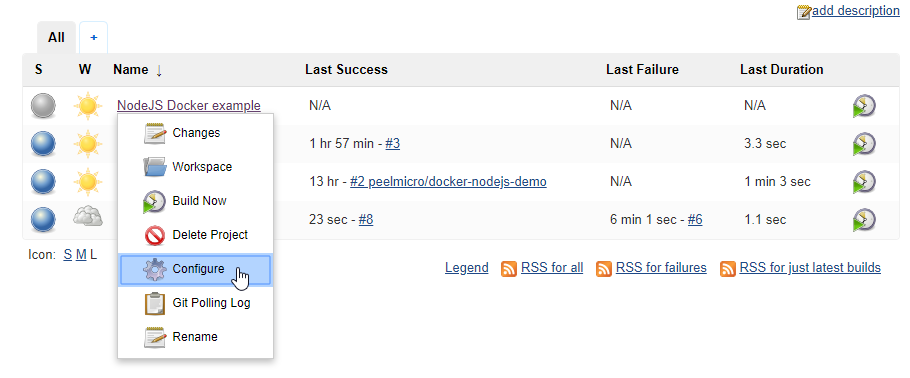 add description
All +
S W Name ↓ Last Success Last Failure Last Duration
NodeJS Docker example N/A N/A N/A
Changes
1 hr 57 min - #3 3.3 sec
Workspace
13 hr - #2 peelmicro/docker-nodejs-demo N/A 1 min 3 sec
Build Now
23 sec - #8 6 min 1 sec - #6 1.1 sec
Delete Project
Icon: S M L
Configure
Legend RSS for all RSS for failures RSS for just latest builds
Git Polling Log
Rename